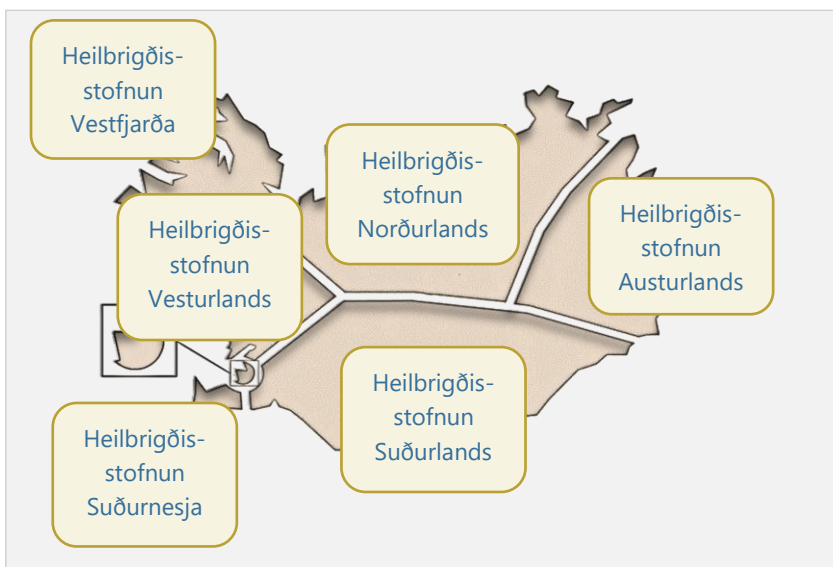 Heilbrigðis-
stofnun
Vestfjarða
Heilbrigðis-
stofnun
Norðurlands
Heilbrigðis-
stofnun
Austurlands
Heilbrigðis-
stofnun
Vesturlands
Heilbrigðis-
stofnun
Suðurlands
Heilbrigðis-
stofnun
Suðurnesja